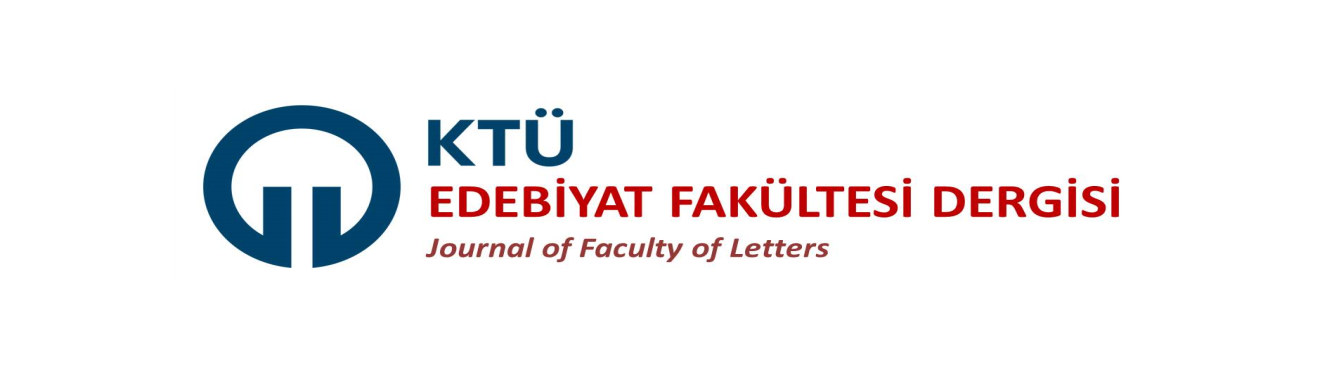 KTÜ
EDEBİYAT FAKÜLTESİ DERGİSİ
Journal of Faculty of Letters